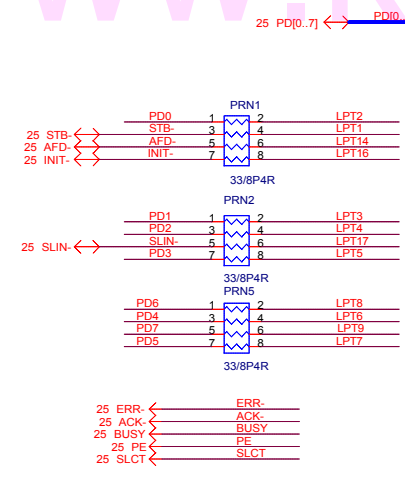 25 PD[0..7] PD[0..
PRN1
PD0 1 2 LPT2
25 STB- STB- 3 4 LPT1
25 AFD- AFD- 5 6 LPT14
25 INIT- INIT- 7 8 LPT16
33/8P4R
PRN2
PD1 1 2 LPT3
PD2 3 4 LPT4
25 SLIN- SLIN- 5 6 LPT17
PD3 7 8 LPT5
33/8P4R
PRN5
PD6 1 2 LPT8
PD4 3 4 LPT6
PD7 5 6 LPT9
PD5 7 8 LPT7
33/8P4R
25 ERR- ERR-
25 ACK- ACK-
25 BUSY BUSY
25 PE PE
25 SLCT SLCT